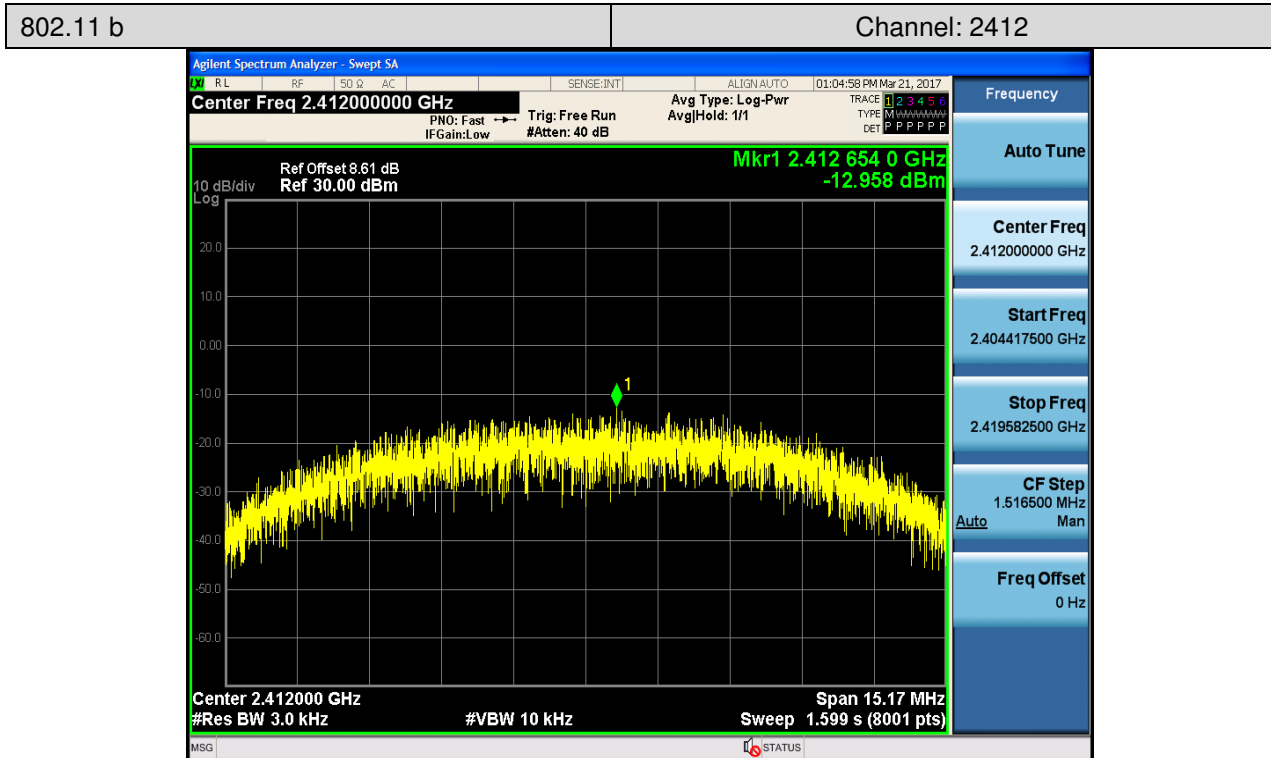 802.11 b Channel: 2412
Agilent Spectrum Analyzer - Swept SA
LXI RL RF 50 Ω AC SENSE:INT ALIGN AUTO 01:04:58 PM Mar 21, 2017
Center Freq 2.412000000 GHz
PNO: Fast
IFGain:Low
Trig: Free Run
#Atten: 40 dB
Avg Type: Log-Pwr
Avg|Hold: 1/1
TRACE 1 2 3 4 5 6
TYPE M
DET P P P P P P
Frequency
Mkr1 2.412 654 0 GHz
-12.958 dBm
Ref Offset 8.61 dB
10 dB/div Ref 30.00 dBm
Log
20.0
10.0
0.00
-10.0
-20.0
-30.0
-40.0
-50.0
-60.0
1
Center 2.412000 GHz Span 15.17 MHz
#Res BW 3.0 kHz #VBW 10 kHz Sweep 1.599 s (8001 pts)
Auto Tune
Center Freq
2.412000000 GHz
Start Freq
2.404417500 GHz
Stop Freq
2.419582500 GHz
CF Step
1.516500 MHz
Auto Man
Freq Offset
0 Hz
MSG STATUS